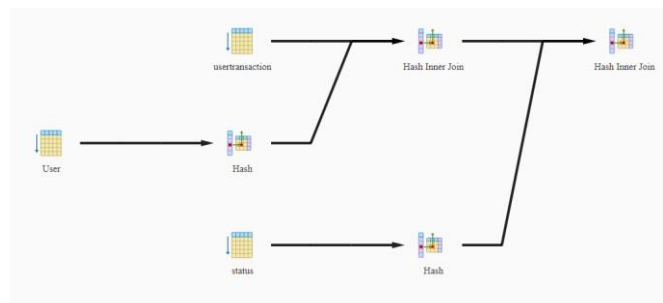 usertransaction
Hash Inner Join
Hash Inner Join
User
Hash
status
Hash